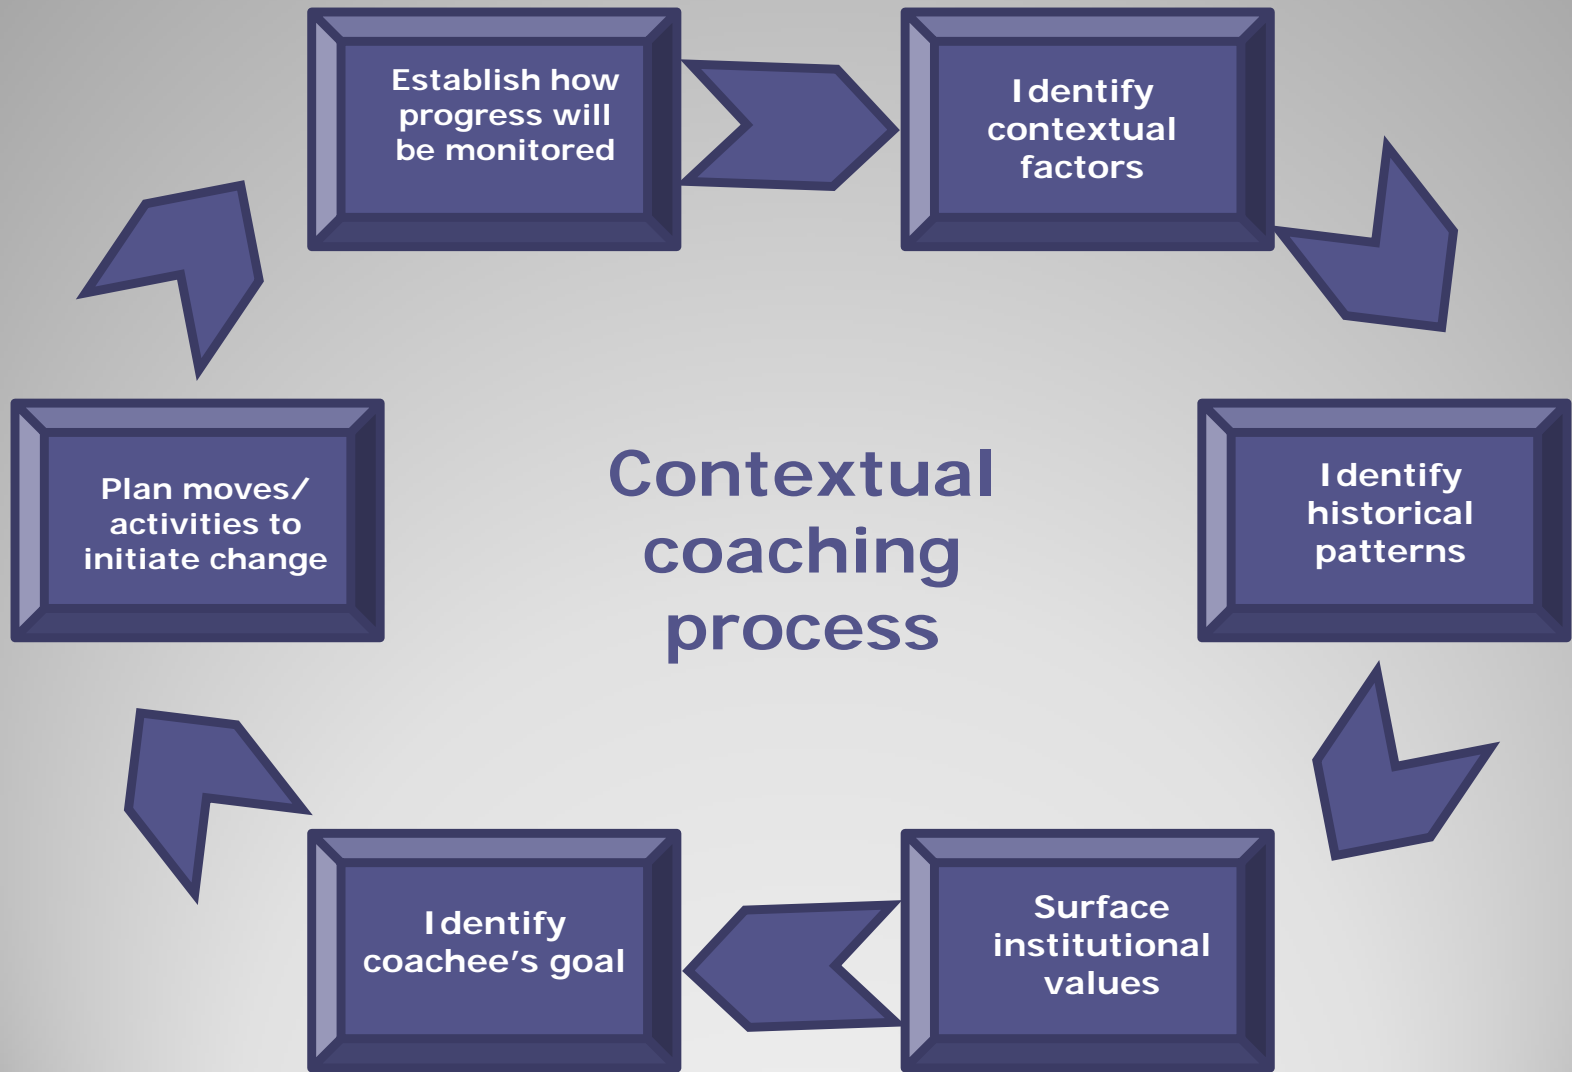 Establish how
progress will
be monitored
Identify
contextual
factors
Plan moves/
activities to
initiate change
Contextual
coaching
process
Identify
historical
patterns
Identify
coachee’s goal
Surface
institutional
values